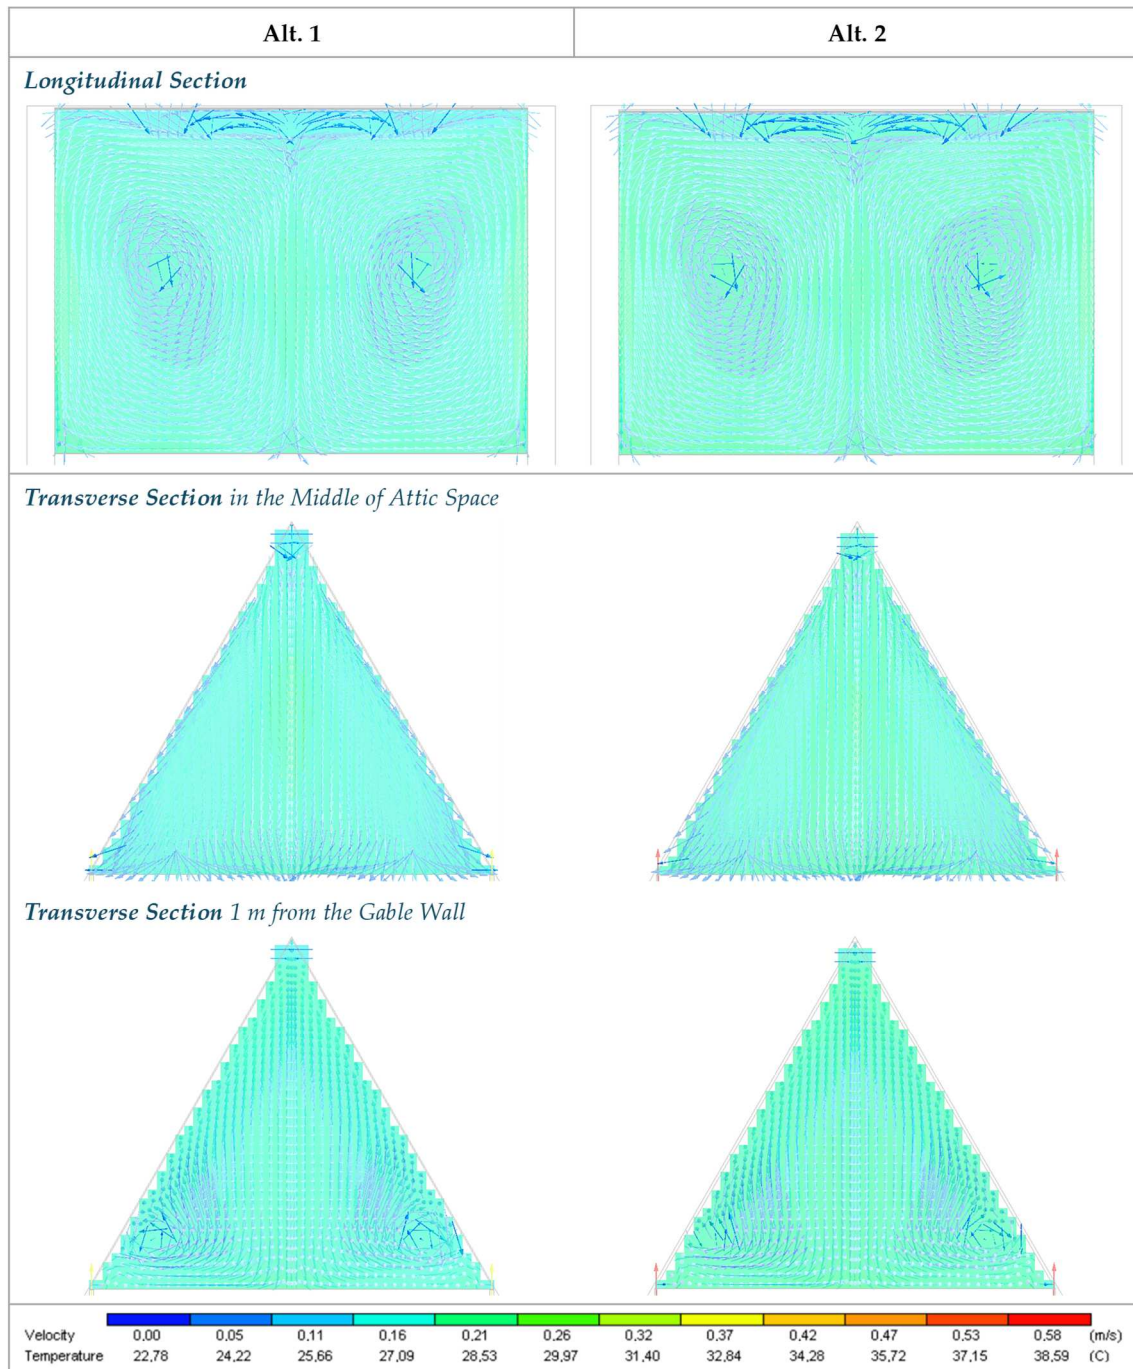 Alt. 1
Alt. 2
Longitudinal Section
Transverse Section in the Middle of Attic Space
Transverse Section 1 m from the Gable Wall
Velocity 0,00 0,05 0,11 0,16 0,21 0,26 0,32 0,37 0,42 0,47 0,53 0,58 (m/s)
Temperature 22,78 24,22 25,66 27,09 28,53 29,97 31,40 32,84 34,28 35,72 37,15 38,59 (C)